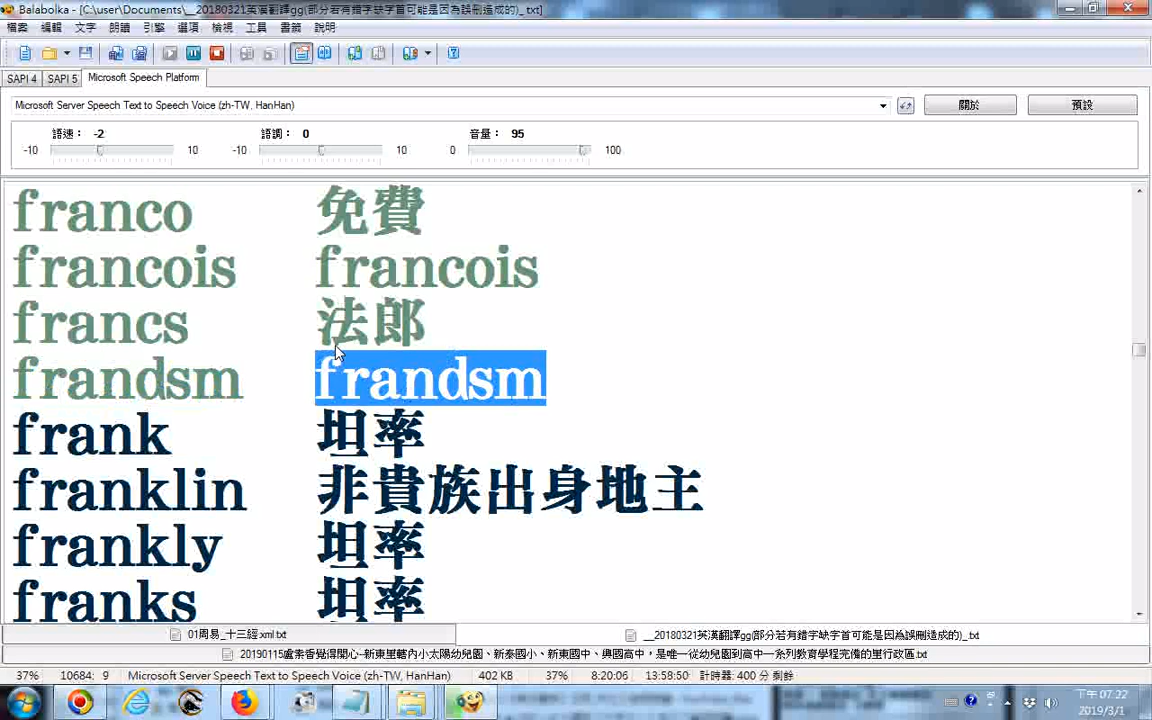 Balabolka - [C:\user\Documents\__20180321英漢翻譯gg(部分若有錯字缺字首可能是因為誤刪造成的)_.txt]
檔案 編輯 文字 朗讀 引擎 選項 檢視 工具 書籤 說明
SAPI 4 SAPI 5 Microsoft Speech Platform
Microsoft Server Speech Text to Speech Voice (zh-TW, HanHan) 關於 預設
語速： -2 語調： 0 音量： 95
-10 10 -10 10 0 100
franco 免費
francois francois
francs 法郎
frandsm frandsm
frank 坦率
franklin 非貴族出身地主
frankly 坦率
franks 坦率
01周易_十三經.xml.txt __20180321英漢翻譯gg(部分若有錯字缺字首可能是因為誤刪造成的)_.txt
20190115盧素香覺得開心-新東里轄內小太陽幼兒園、新泰國小、新東國中、興國高中，是唯一從幼兒園到高中一系列教育學程完備的里行政區.txt
37% 10684: 9 Microsoft Server Speech Text to Speech Voice (zh-TW, HanHan) 402 KB 37% 8:20:06 13:58:50 計時器: 400 分 剩餘
下午 07:22
2019/3/1